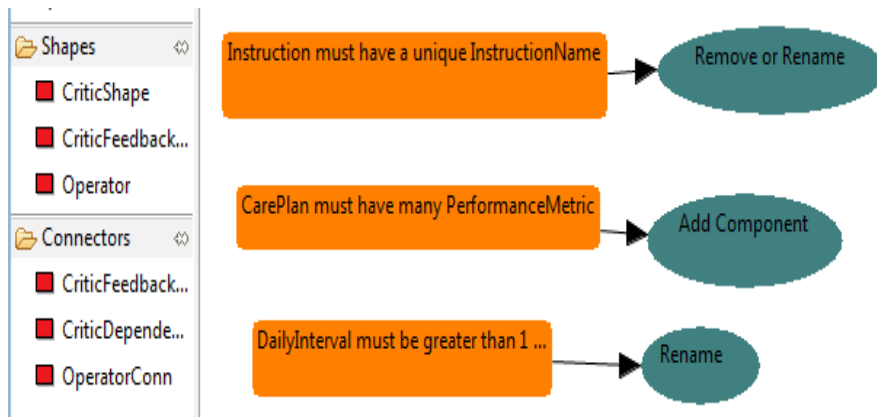 Shapes
CriticShape
CriticFeedback...
Operator
Connectors
CriticFeedback...
CriticDepende...
OperatorConn
Instruction must have a unique InstructionName
Remove or Rename
CarePlan must have many PerformanceMetric
Add Component
DailyInterval must be greater than 1 ...
Rename